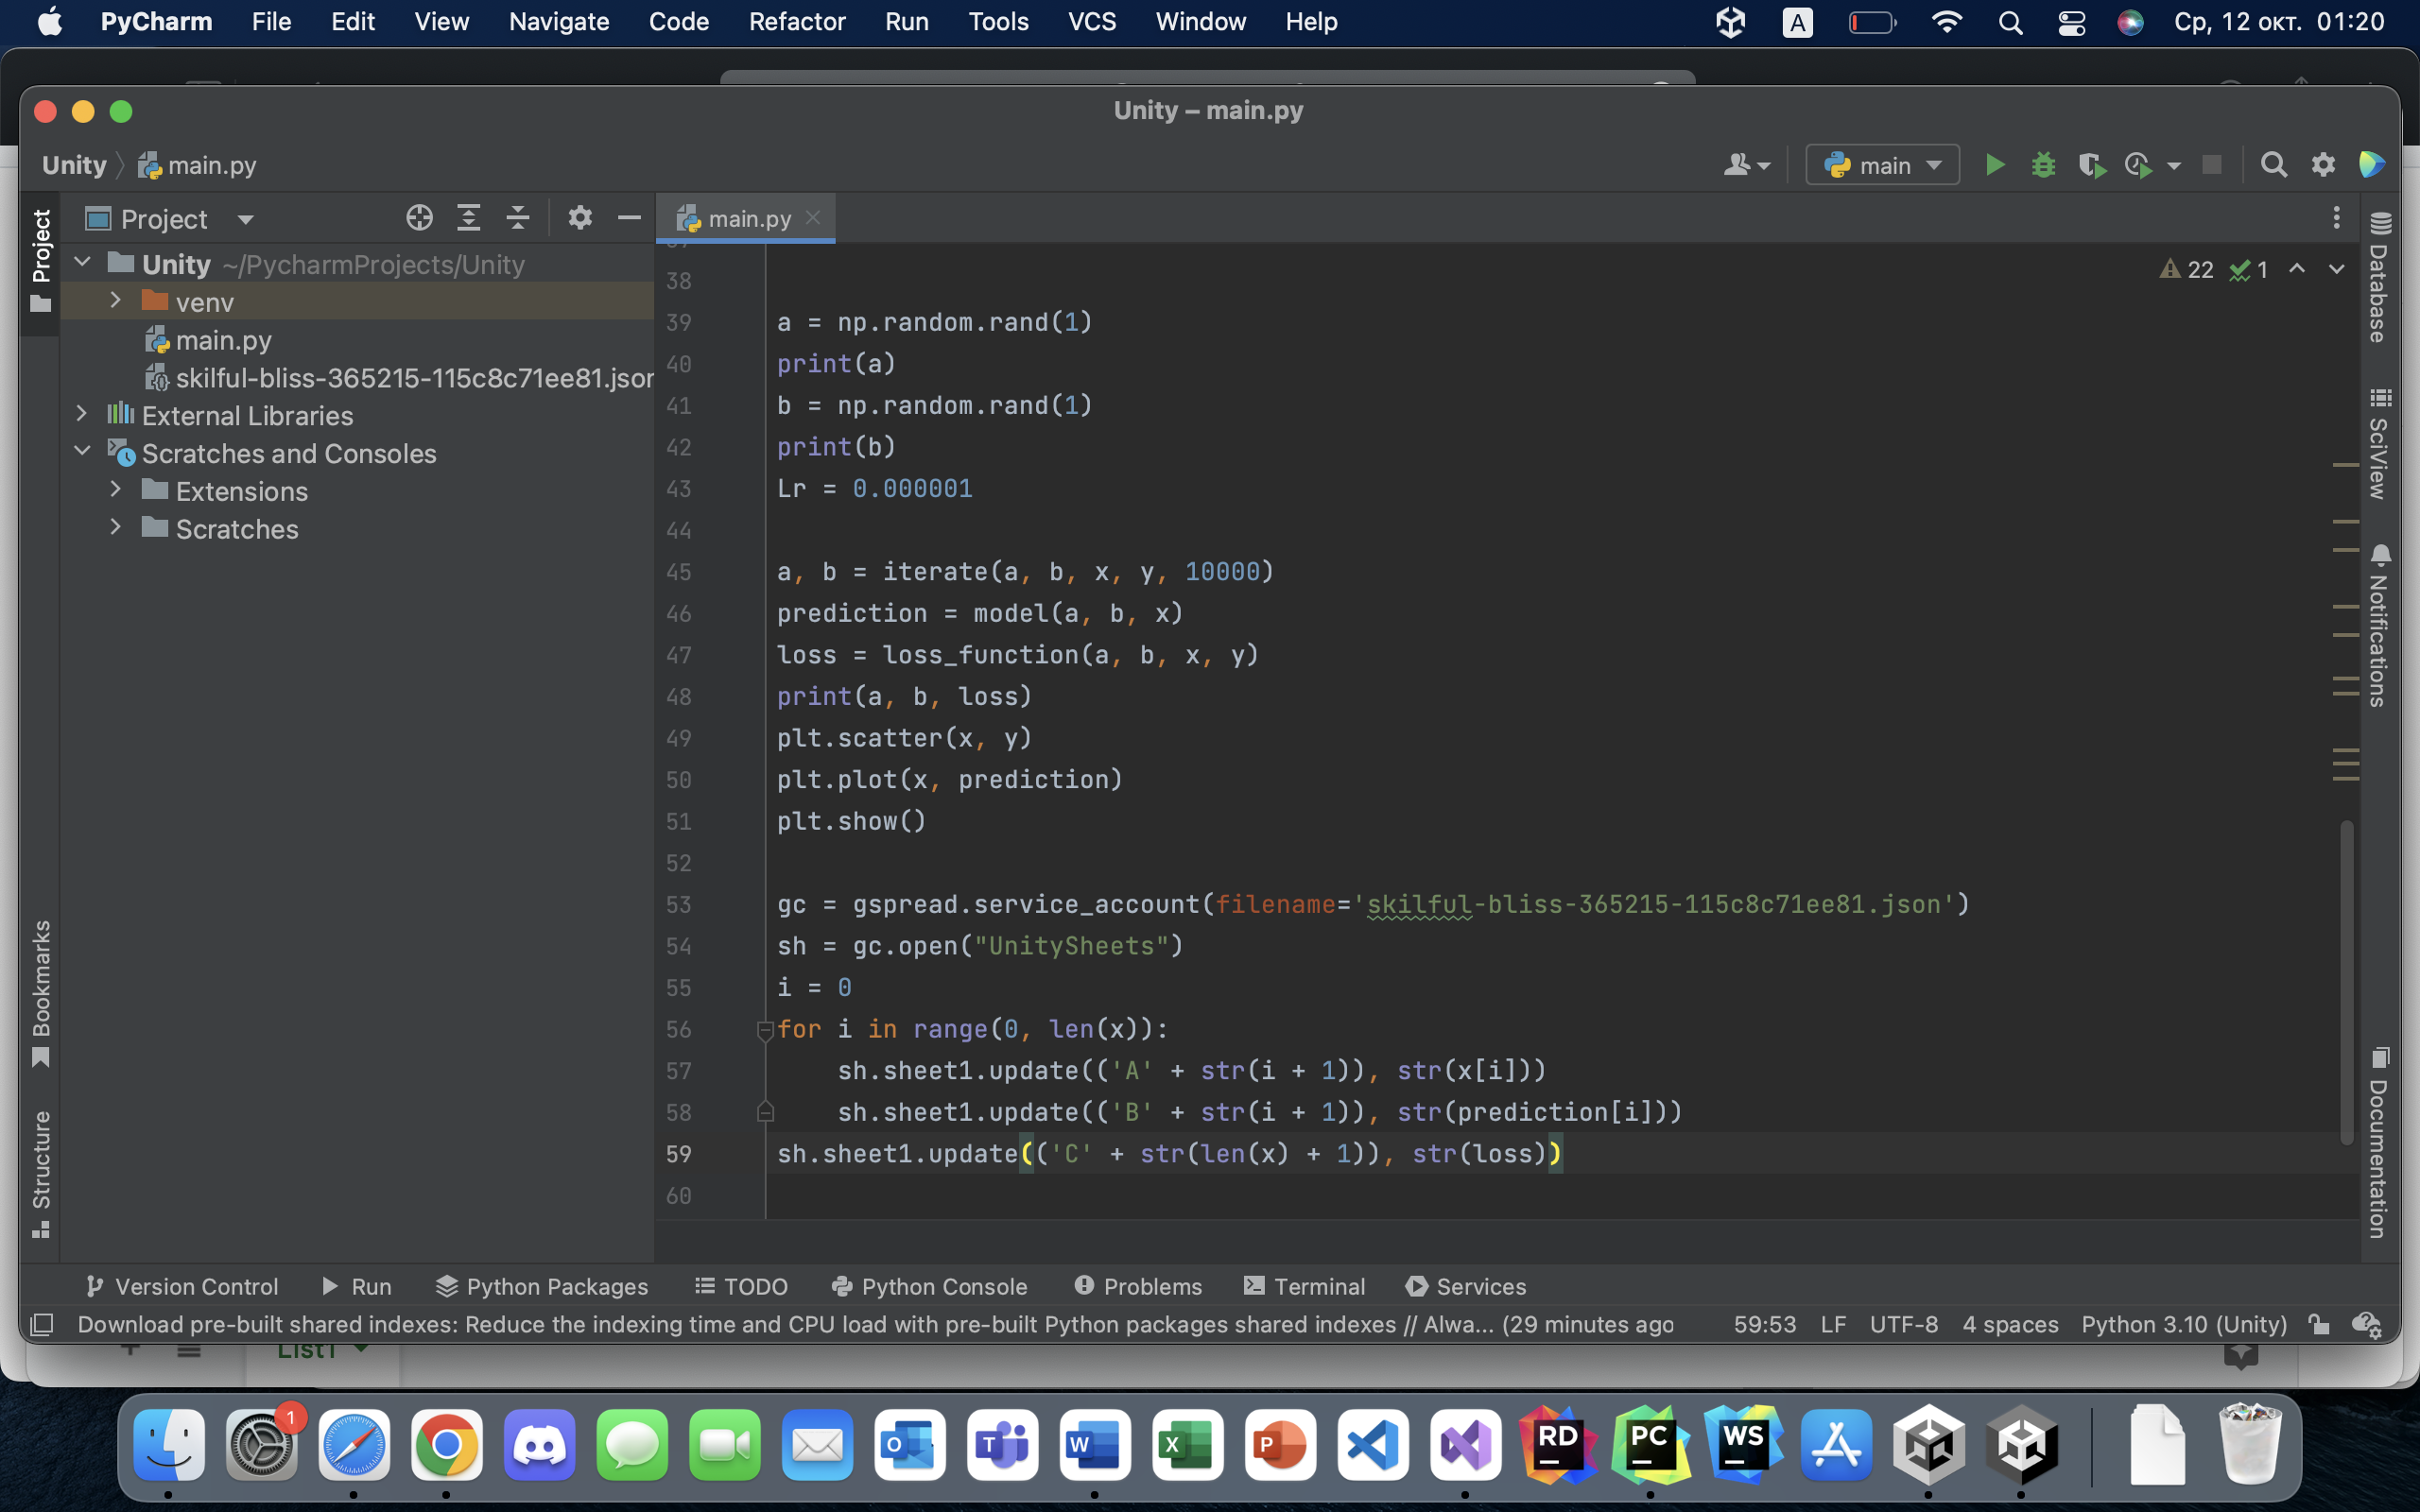 PyCharm File Edit View Navigate Code Refactor Run Tools VCS Window Help A Ср, 12 окт. 01:20
Unity – main.py
Unity main.py main
Project
Project
main.py
Unity ~/PycharmProjects/Unity
venv
main.py
skilful-bliss-365215-115c8c71ee81.json
External Libraries
Scratches and Consoles
Extensions
Scratches
Bookmarks
Structure
22 1
38
39 a = np.random.rand(1)
40 print(a)
41 b = np.random.rand(1)
42 print(b)
43 Lr = 0.000001
44
45 a, b = iterate(a, b, x, y, 10000)
46 prediction = model(a, b, x)
47 loss = loss_function(a, b, x, y)
48 print(a, b, loss)
49 plt.scatter(x, y)
50 plt.plot(x, prediction)
51 plt.show()
52
53 gc = gspread.service_account(filename='skilful-bliss-365215-115c8c71ee81.json')
54 sh = gc.open("UnitySheets")
55 i = 0
56 for i in range(0, len(x)):
57 sh.sheet1.update(('A' + str(i + 1)), str(x[i]))
58 sh.sheet1.update(('B' + str(i + 1)), str(prediction[i]))
59 sh.sheet1.update(('C' + str(len(x) + 1)), str(loss))
60
Database
SciView
Notifications
Documentation
Version Control Run Python Packages TODO Python Console Problems Terminal Services
Download pre-built shared indexes: Reduce the indexing time and CPU load with pre-built Python packages shared indexes // Alwa... (29 minutes ago 59:53 LF UTF-8 4 spaces Python 3.10 (Unity)
List1
1 O T W X P RD PC WS